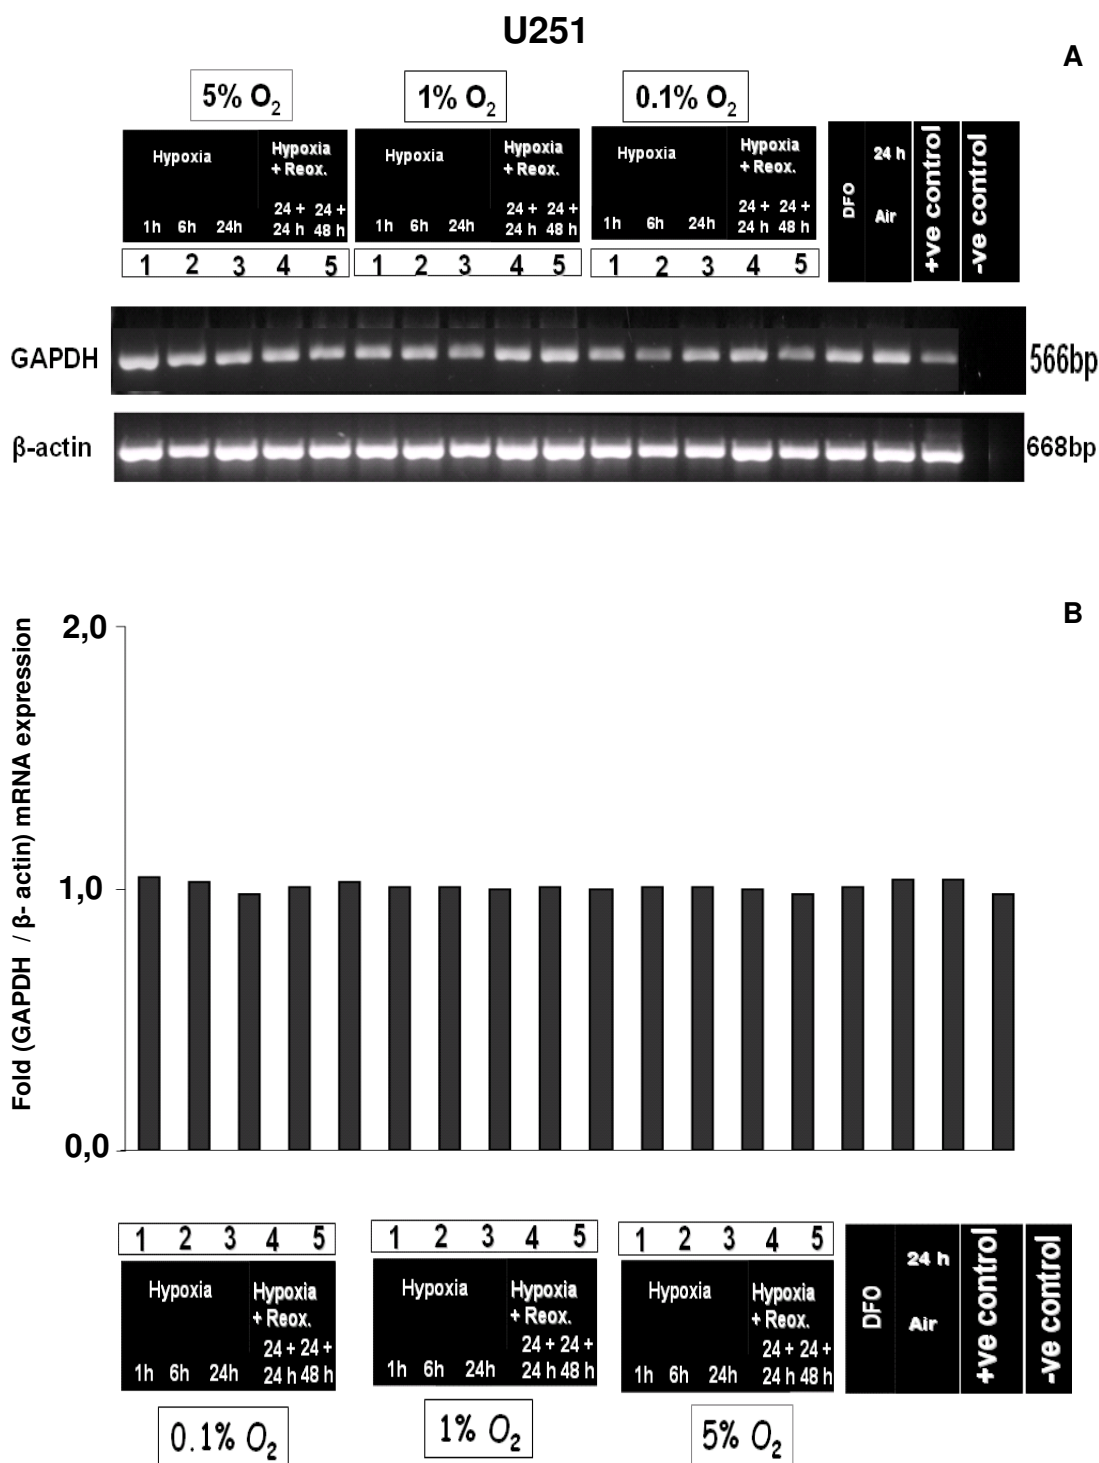 U251
A
5% O2
1% O2
0.1% O2
Hypoxia
Hypoxia
+ Reox.
1h 6h 24h
24 + 24 +
24 h 48 h
1 2 3 4 5
Hypoxia
Hypoxia
+ Reox.
1h 6h 24h
24 + 24 +
24 h 48 h
1 2 3 4 5
Hypoxia
Hypoxia
+ Reox.
1h 6h 24h
24 + 24 +
24 h 48 h
1 2 3 4 5
DFO
24 h
Air
+ve control
-ve control
GAPDH
566bp
β-actin
668bp
B
Fold (GAPDH / β- actin) mRNA expression
2,0
1,0
0,0
1 2 3 4 5
Hypoxia
Hypoxia
+ Reox.
24 + 24 +
1h 6h 24h
24 h 48 h
0.1% O2
1 2 3 4 5
Hypoxia
Hypoxia
+ Reox.
24 + 24 +
1h 6h 24h
24 h 48 h
1% O2
1 2 3 4 5
Hypoxia
Hypoxia
+ Reox.
24 + 24 +
1h 6h 24h
24 h 48 h
5% O2
DFO
24 h
Air
+ve control
-ve control